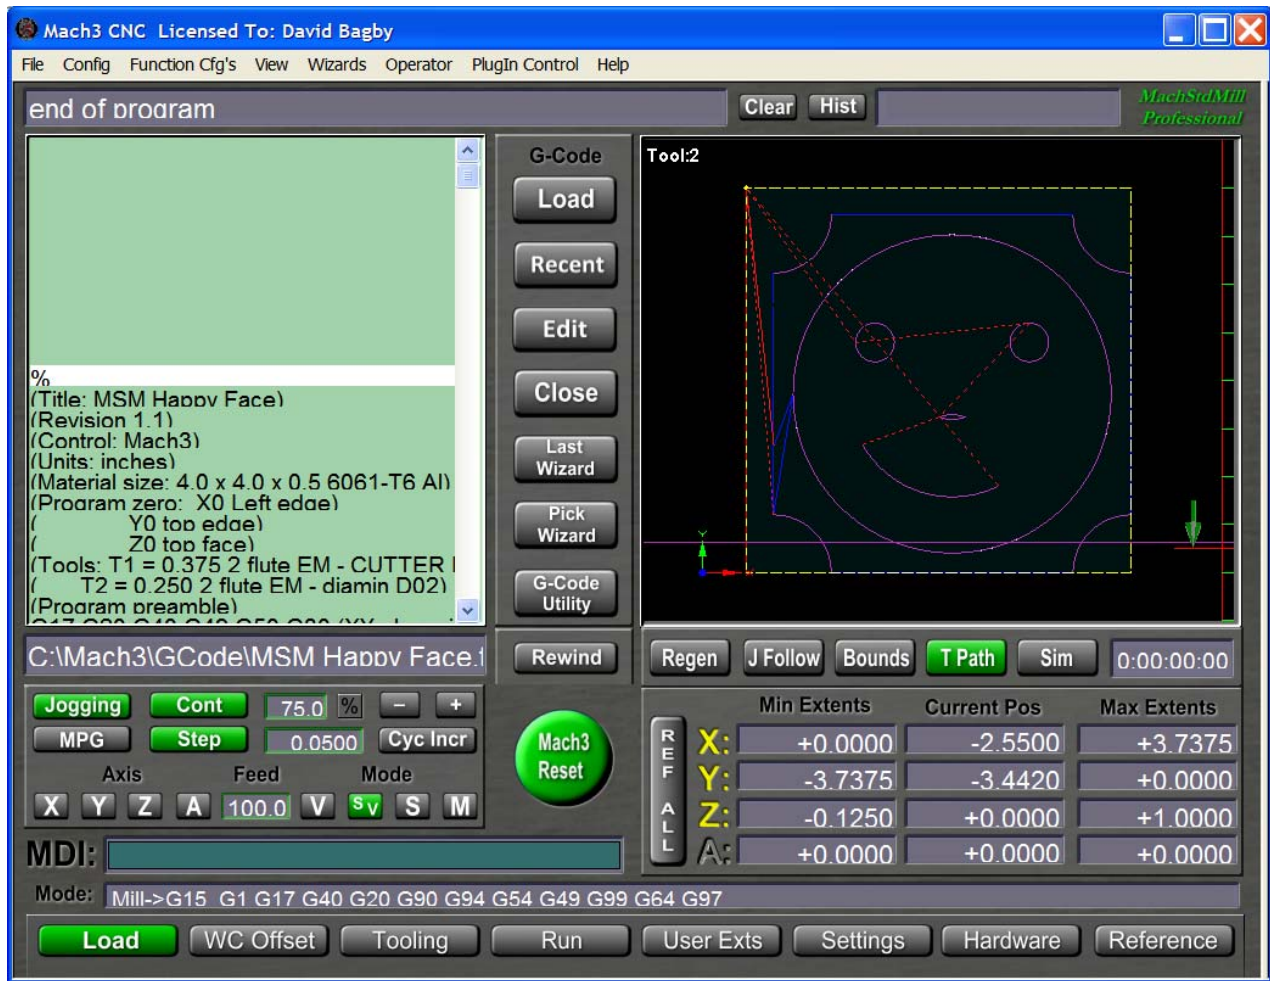 Mach3 CNC Licensed To: David Bagby
File Config Function Cfg's View Wizards Operator PlugIn Control Help
end of program
Clear Hist
MachStdMill
Professional
%
(Title: MSM Happy Face)
(Revision 1.1)
(Control: Mach3)
(Units: inches)
(Material size: 4.0 x 4.0 x 0.5 6061-T6 Al)
(Program zero: X0 Left edge)
( Y0 top edge)
( Z0 top face)
(Tools: T1 = 0.375 2 flute EM - CUTTER
( T2 = 0.250 2 flute EM - diamin D02)
(Program preamble)
C:\Mach3\GCode\MSM Happy Face.t
G-Code
Load
Recent
Edit
Close
Last
Wizard
Pick
Wizard
G-Code
Utility
Rewind
Tool:2
Y
Regen J Follow Bounds T Path Sim 0:00:00:00
Jogging Cont 75.0 % − +
MPG Step 0.0500 Cyc Incr
Axis Feed Mode
X Y Z A 100.0 V SV S M
Mach3
Reset
REF ALL
Min Extents Current Pos Max Extents
X: +0.0000 -2.5500 +3.7375
Y: -3.7375 -3.4420 +0.0000
Z: -0.1250 +0.0000 +1.0000
A: +0.0000 +0.0000 +0.0000
MDI:
Mode: Mill->G15 G1 G17 G40 G20 G90 G94 G54 G49 G99 G64 G97
Load WC Offset Tooling Run User Exts Settings Hardware Reference